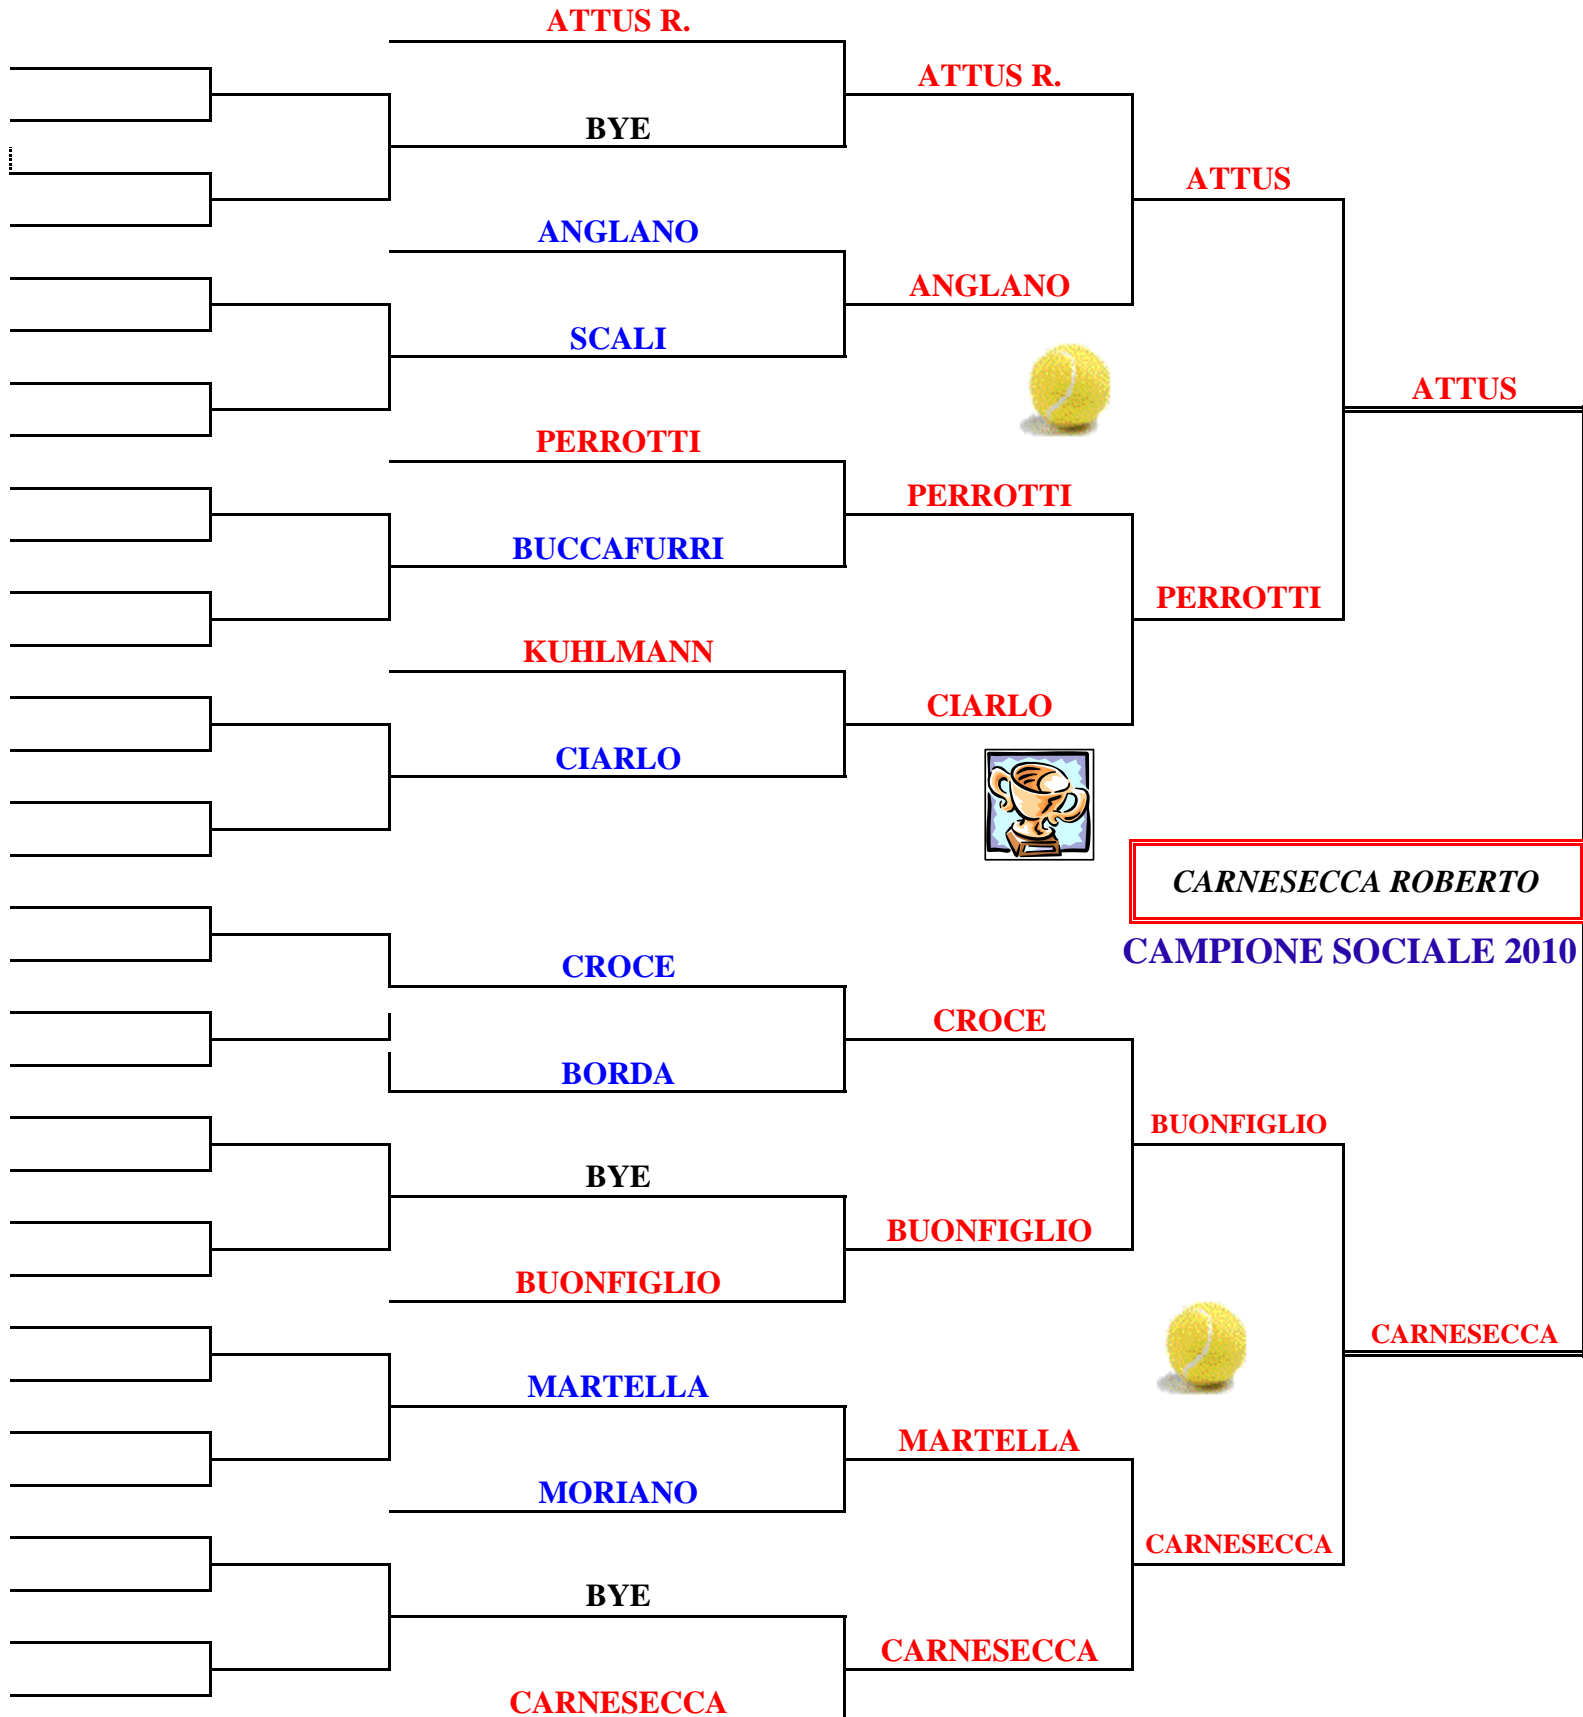 ATTUS R.
ATTUS R.
BYE
ATTUS
ANGLANO
ANGLANO
SCALI
ATTUS
PERROTTI
PERROTTI
BUCCAFURRI
PERROTTI
KUHLMANN
CIARLO
CIARLO
CARNESECCA ROBERTO
CAMPIONE SOCIALE 2010
CROCE
CROCE
BORDA
BUONFIGLIO
BYE
BUONFIGLIO
BUONFIGLIO
CARNESECCA
MARTELLA
MARTELLA
MORIANO
CARNESECCA
BYE
CARNESECCA
CARNESECCA